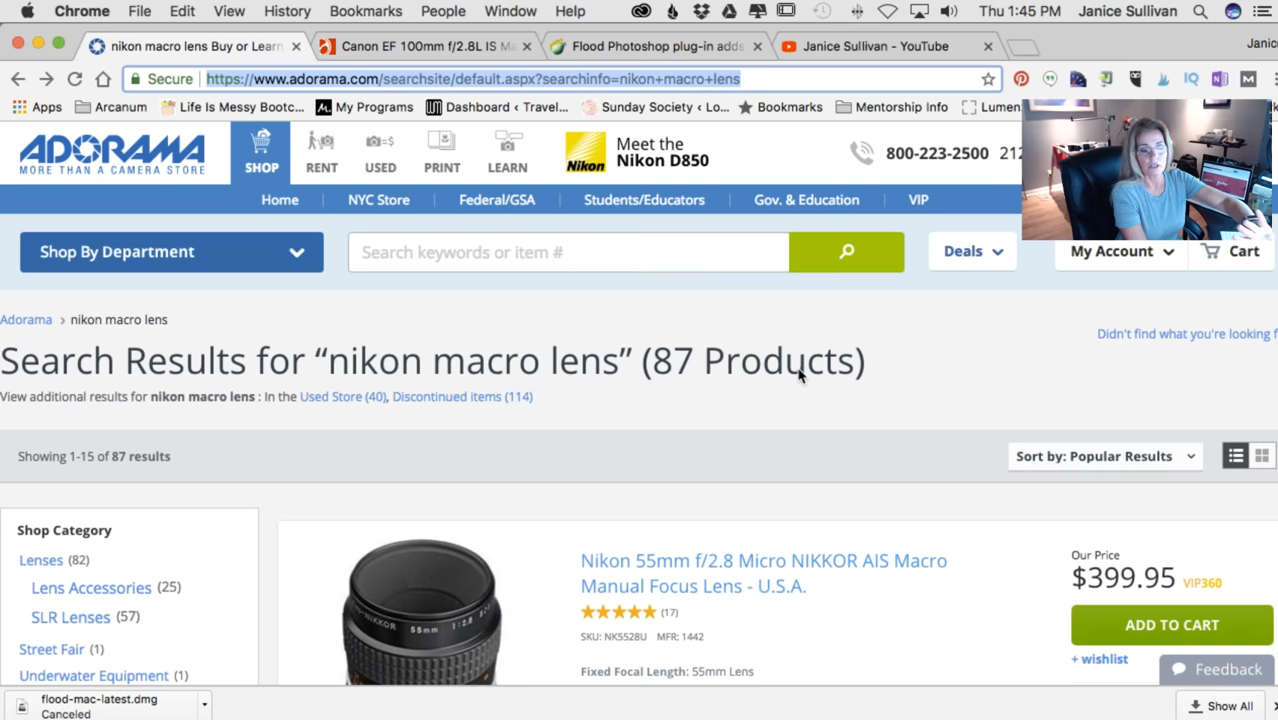 Chrome File Edit View History Bookmarks People Window Help Thu 1:45 PM Janice Sullivan
nikon macro lens Buy or Learn Canon EF 100mm f/2.8L IS Ma Flood Photoshop plug-in adds Janice Sullivan - YouTube Janic
Secure https://www.adorama.com/searchsite/default.aspx?searchinfo=nikon+macro+lens
Apps Arcanum Life Is Messy Bootc... My Programs Dashboard ‹ Travel... Sunday Society ‹ Lo... Bookmarks Mentorship Info Lumen
ADORAMA
MORE THAN A CAMERA STORE
SHOP RENT USED PRINT LEARN
Nikon
Meet the
Nikon D850
800-223-2500 212
Home NYC Store Federal/GSA Students/Educators Gov. & Education VIP
Shop By Department Search keywords or item # Deals My Account Cart
Adorama › nikon macro lens
Didn't find what you're looking f
Search Results for “nikon macro lens” (87 Products)
View additional results for nikon macro lens : In the Used Store (40), Discontinued items (114)
Showing 1-15 of 87 results Sort by: Popular Results
Shop Category
Lenses (82)
Lens Accessories (25)
SLR Lenses (57)
Street Fair (1)
Underwater Equipment (1)
55mm 1:2.8
Nikon 55mm f/2.8 Micro NIKKOR AIS Macro
Manual Focus Lens - U.S.A.
(17)
SKU: NK5528U MFR: 1442
Fixed Focal Length: 55mm Lens
Our Price
$399.95 VIP360
ADD TO CART
+ wishlist
Feedback
flood-mac-latest.dmg
Canceled
Show All